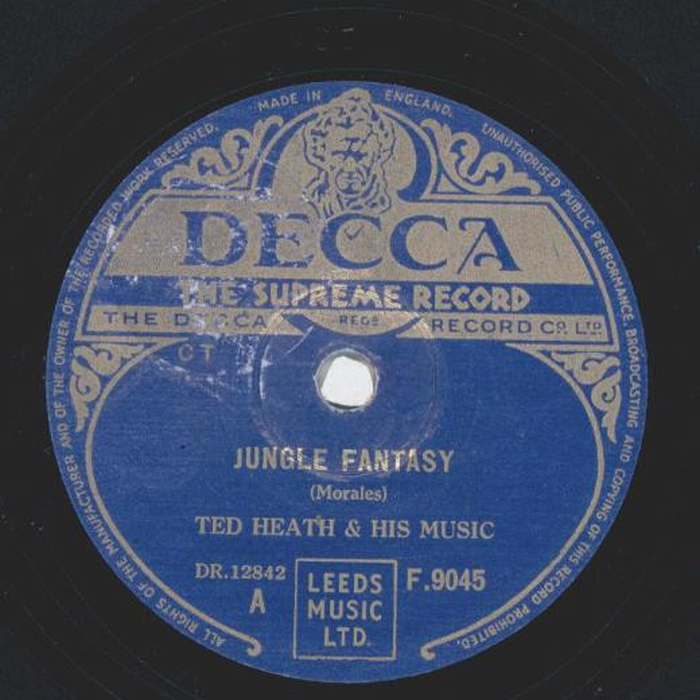 ALL RIGHTS OF THE MANUFACTURER AND OF THE OWNER OF THE RECORDED WORK RESERVED. MADE IN ENGLAND. UNAUTHORISED PUBLIC PERFORMANCE, BROADCASTING AND COPYING OF THIS RECORD PROHIBITED.
DECCA
THE SUPREME RECORD
THE DECCA REGD RECORD CO. LTD.
CT
JUNGLE FANTASY
(Morales)
TED HEATH & HIS MUSIC
DR.12842 F.9045
A
LEEDS
MUSIC
LTD.